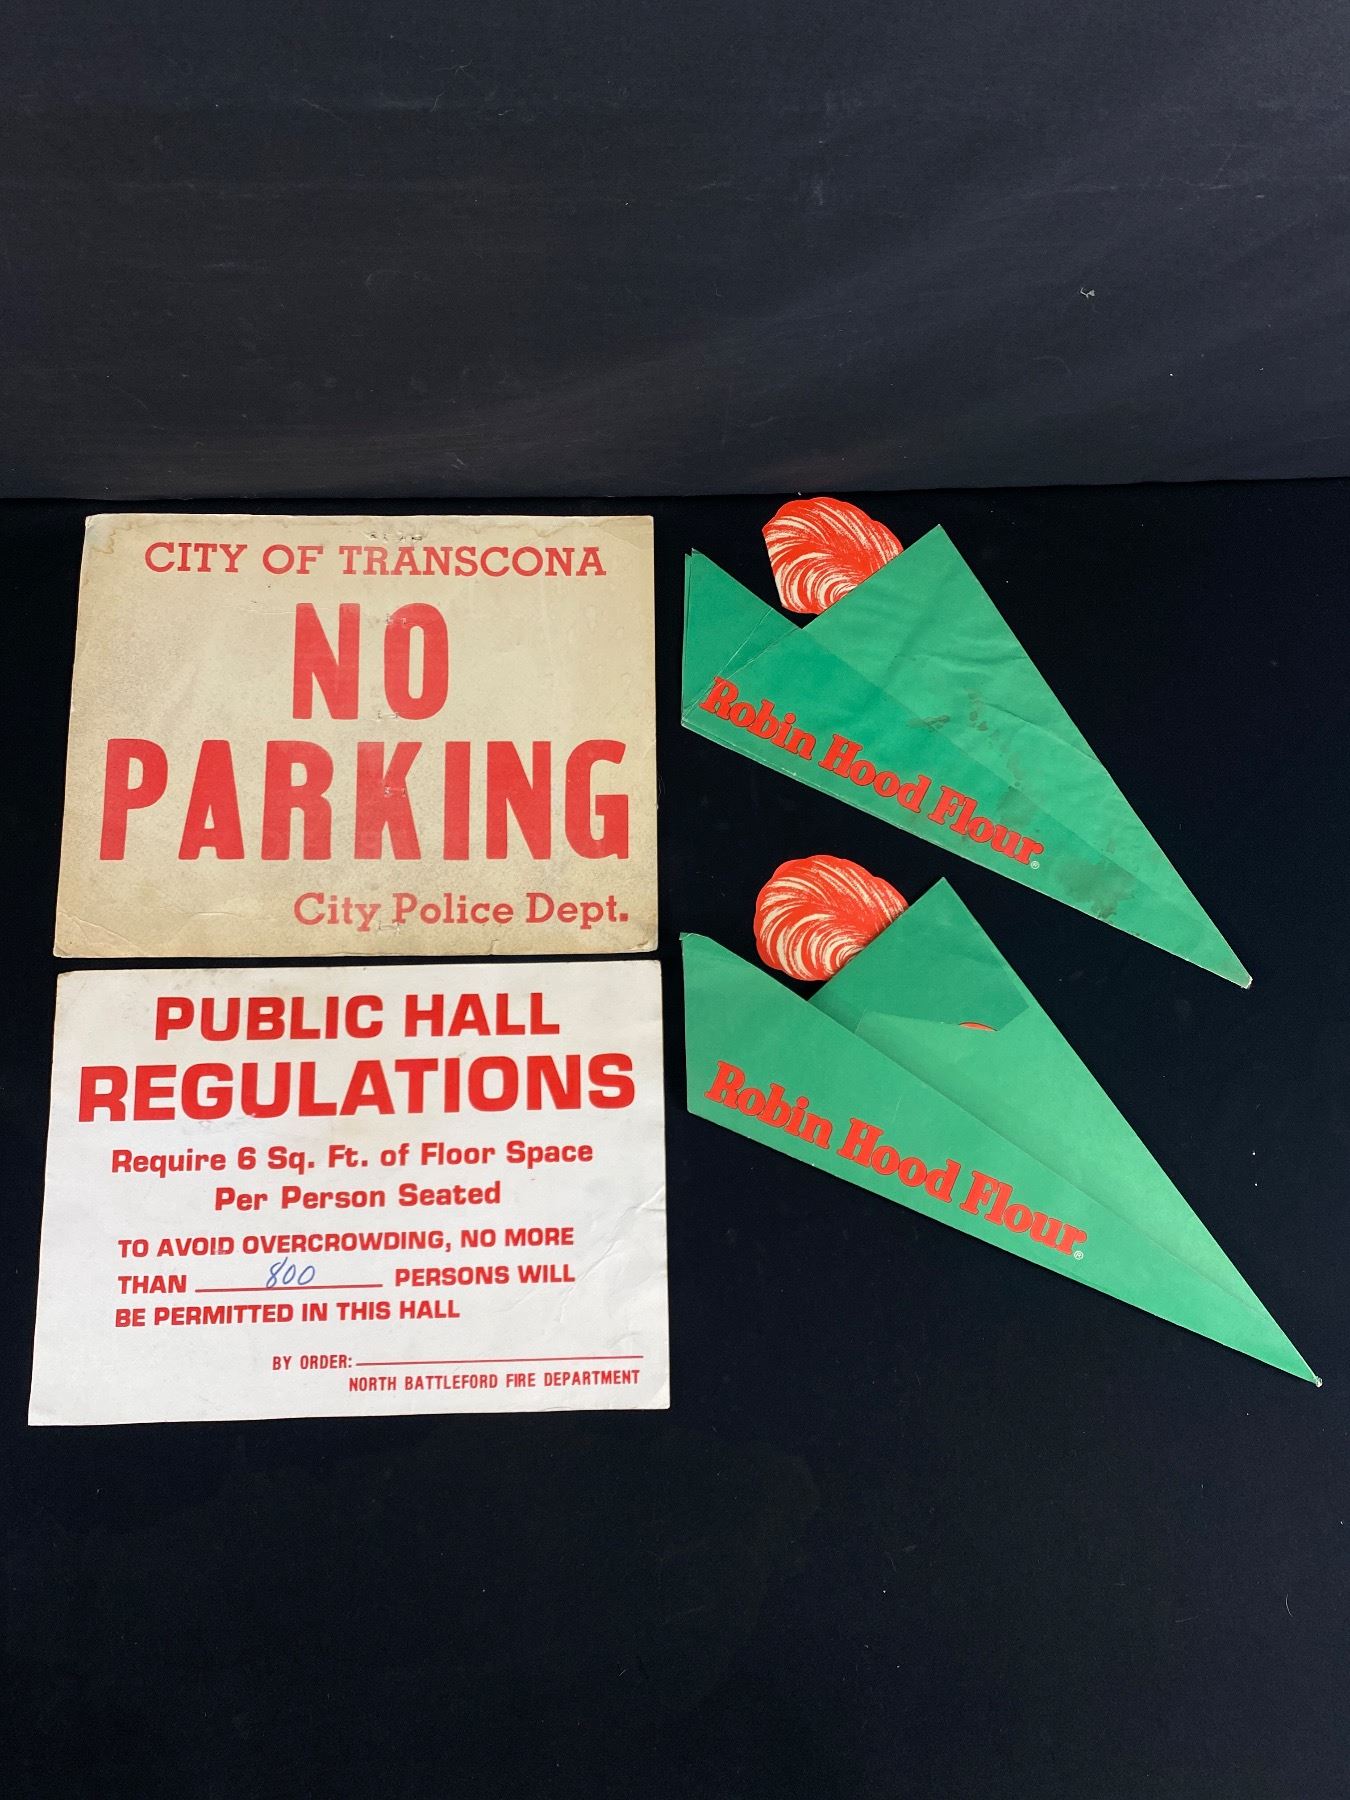 CITY OF TRANSCONA
NO
PARKING
City Police Dept.
PUBLIC HALL
REGULATIONS
Require 6 Sq. Ft. of Floor Space
Per Person Seated
TO AVOID OVERCROWDING, NO MORE
THAN 800 PERSONS WILL
BE PERMITTED IN THIS HALL
BY ORDER:
NORTH BATTLEFORD FIRE DEPARTMENT
Robin Hood Flour®
Robin Hood Flour®